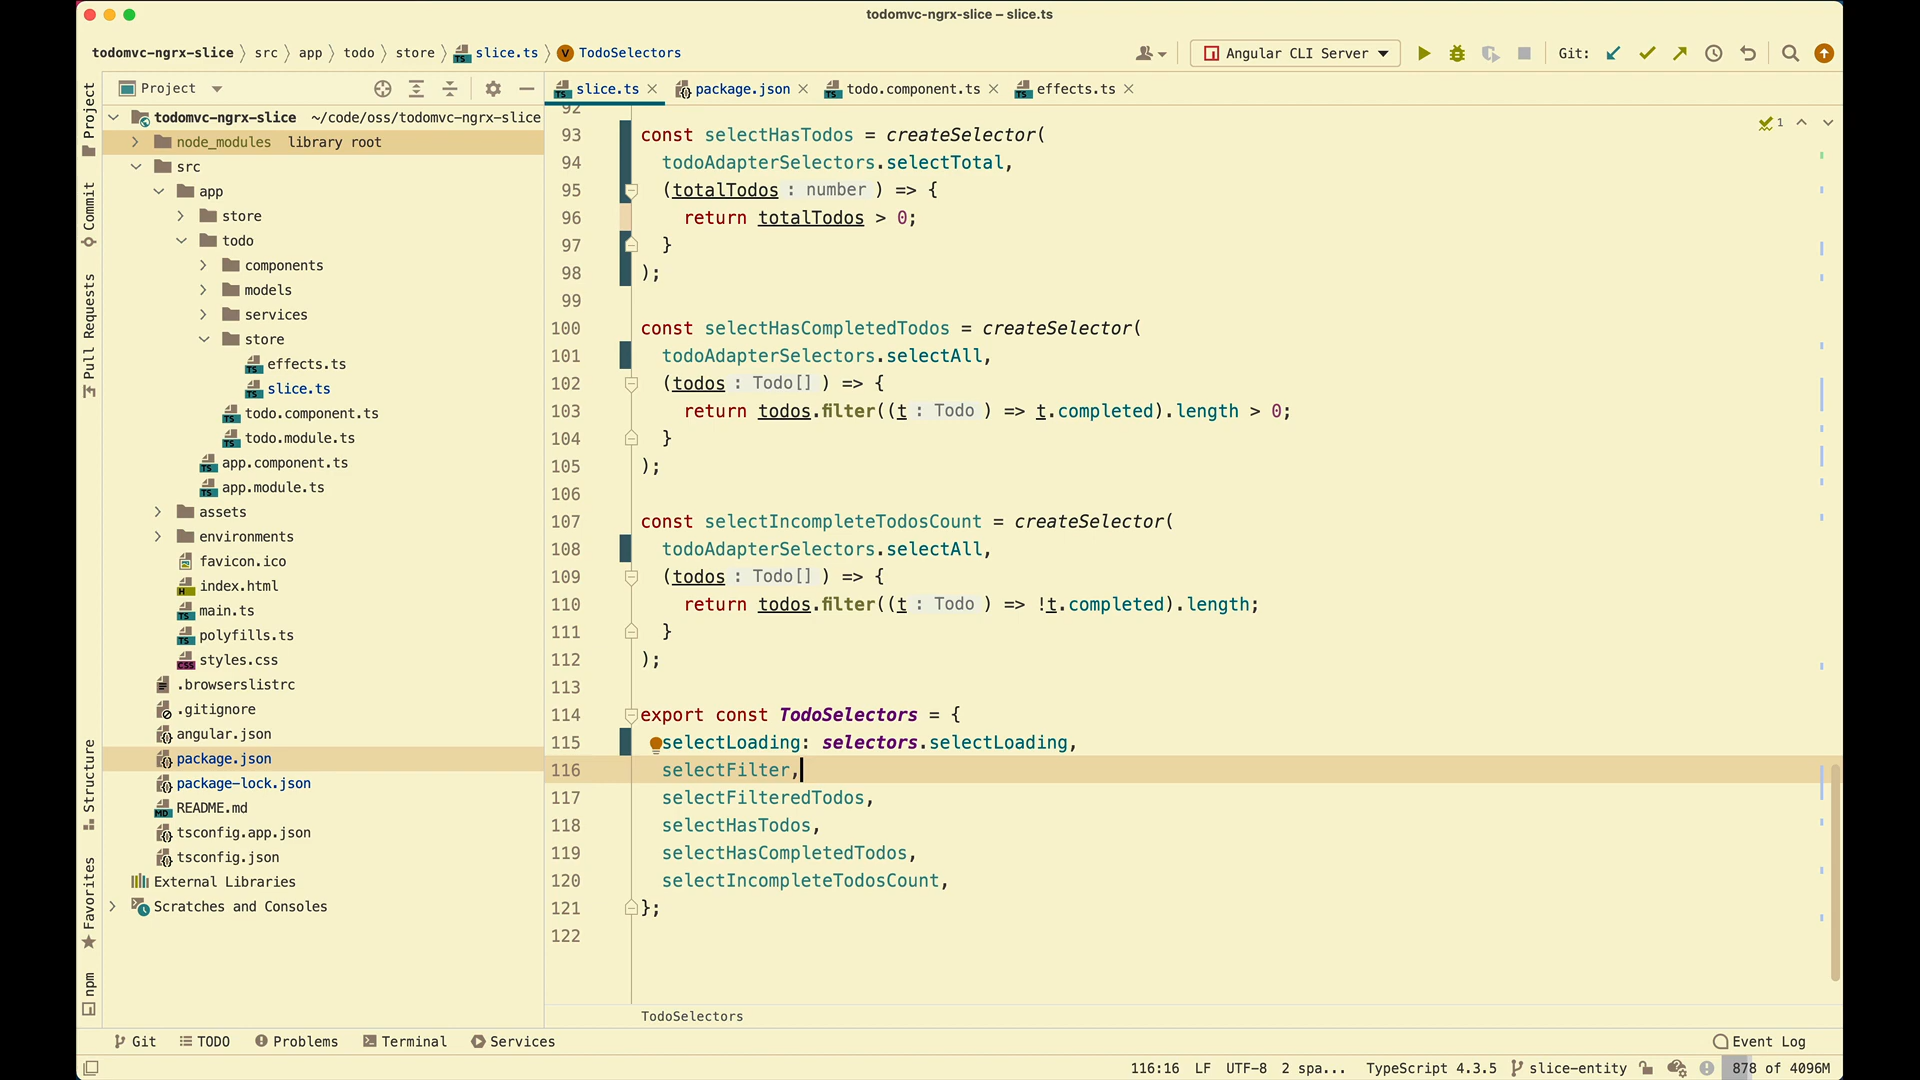 todomvc-ngrx-slice – slice.ts
todomvc-ngrx-slice 〉 src 〉 app 〉 todo 〉 store 〉 slice.ts 〉 TodoSelectors
Angular CLI Server
Git:
Project
slice.ts
package.json
todo.component.ts
effects.ts
Project
Commit
Pull Requests
Structure
Favorites
npm
todomvc-ngrx-slice ~/code/oss/todomvc-ngrx-slice
node_modules library root
src
app
store
todo
components
models
services
store
effects.ts
slice.ts
todo.component.ts
todo.module.ts
app.component.ts
app.module.ts
assets
environments
favicon.ico
index.html
main.ts
polyfills.ts
styles.css
.browserslistrc
.gitignore
angular.json
package.json
package-lock.json
README.md
tsconfig.app.json
tsconfig.json
External Libraries
Scratches and Consoles
1
92
93 const selectHasTodos = createSelector(
94 todoAdapterSelectors.selectTotal,
95 (totalTodos : number ) => {
96 return totalTodos > 0;
97 }
98 );
99
100 const selectHasCompletedTodos = createSelector(
101 todoAdapterSelectors.selectAll,
102 (todos : Todo[] ) => {
103 return todos.filter((t : Todo ) => t.completed).length > 0;
104 }
105 );
106
107 const selectIncompleteTodosCount = createSelector(
108 todoAdapterSelectors.selectAll,
109 (todos : Todo[] ) => {
110 return todos.filter((t : Todo ) => !t.completed).length;
111 }
112 );
113
114 export const TodoSelectors = {
115 selectLoading: selectors.selectLoading,
116 selectFilter,
117 selectFilteredTodos,
118 selectHasTodos,
119 selectHasCompletedTodos,
120 selectIncompleteTodosCount,
121 };
122
TodoSelectors
Git TODO Problems Terminal Services Event Log
116:16 LF UTF-8 2 spa... TypeScript 4.3.5 slice-entity 878 of 4096M